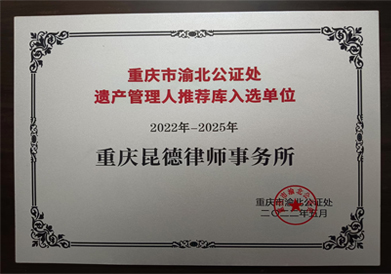 重庆市渝北公证处
遗产管理人推荐库入选单位
2022年-2025年
重庆昆德律师事务所
重庆市渝北公证处
二〇二二年五月